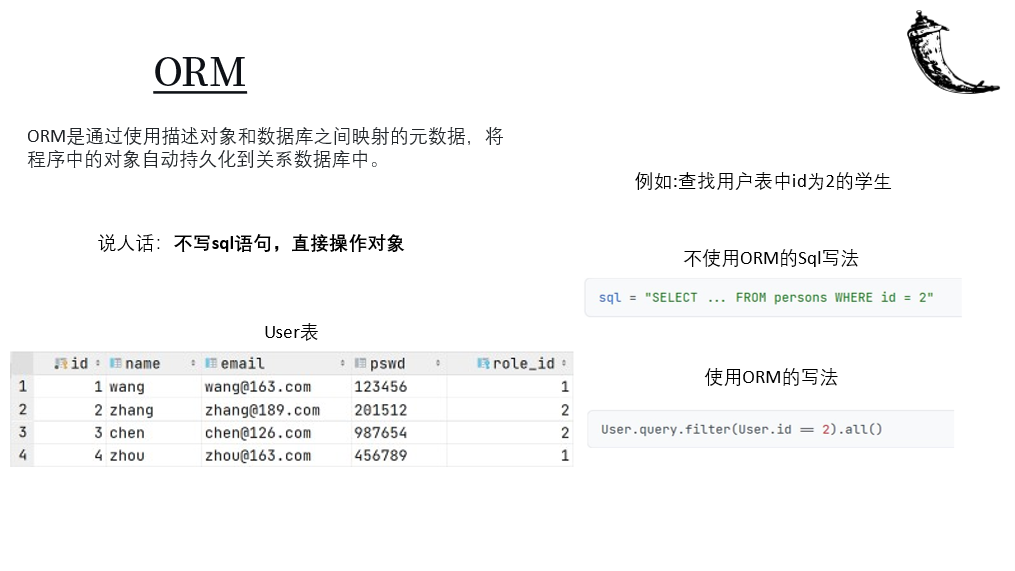 ORM
ORM是通过使用描述对象和数据库之间映射的元数据，将
程序中的对象自动持久化到关系数据库中。
说人话：不写sql语句，直接操作对象
User表
id name email pswd role_id
1 1 wang wang@163.com 123456 1
2 2 zhang zhang@189.com 201512 2
3 3 chen chen@126.com 987654 2
4 4 zhou zhou@163.com 456789 1
例如:查找用户表中id为2的学生
不使用ORM的Sql写法
sql = "SELECT ... FROM persons WHERE id = 2"
使用ORM的写法
User.query.filter(User.id == 2).all()